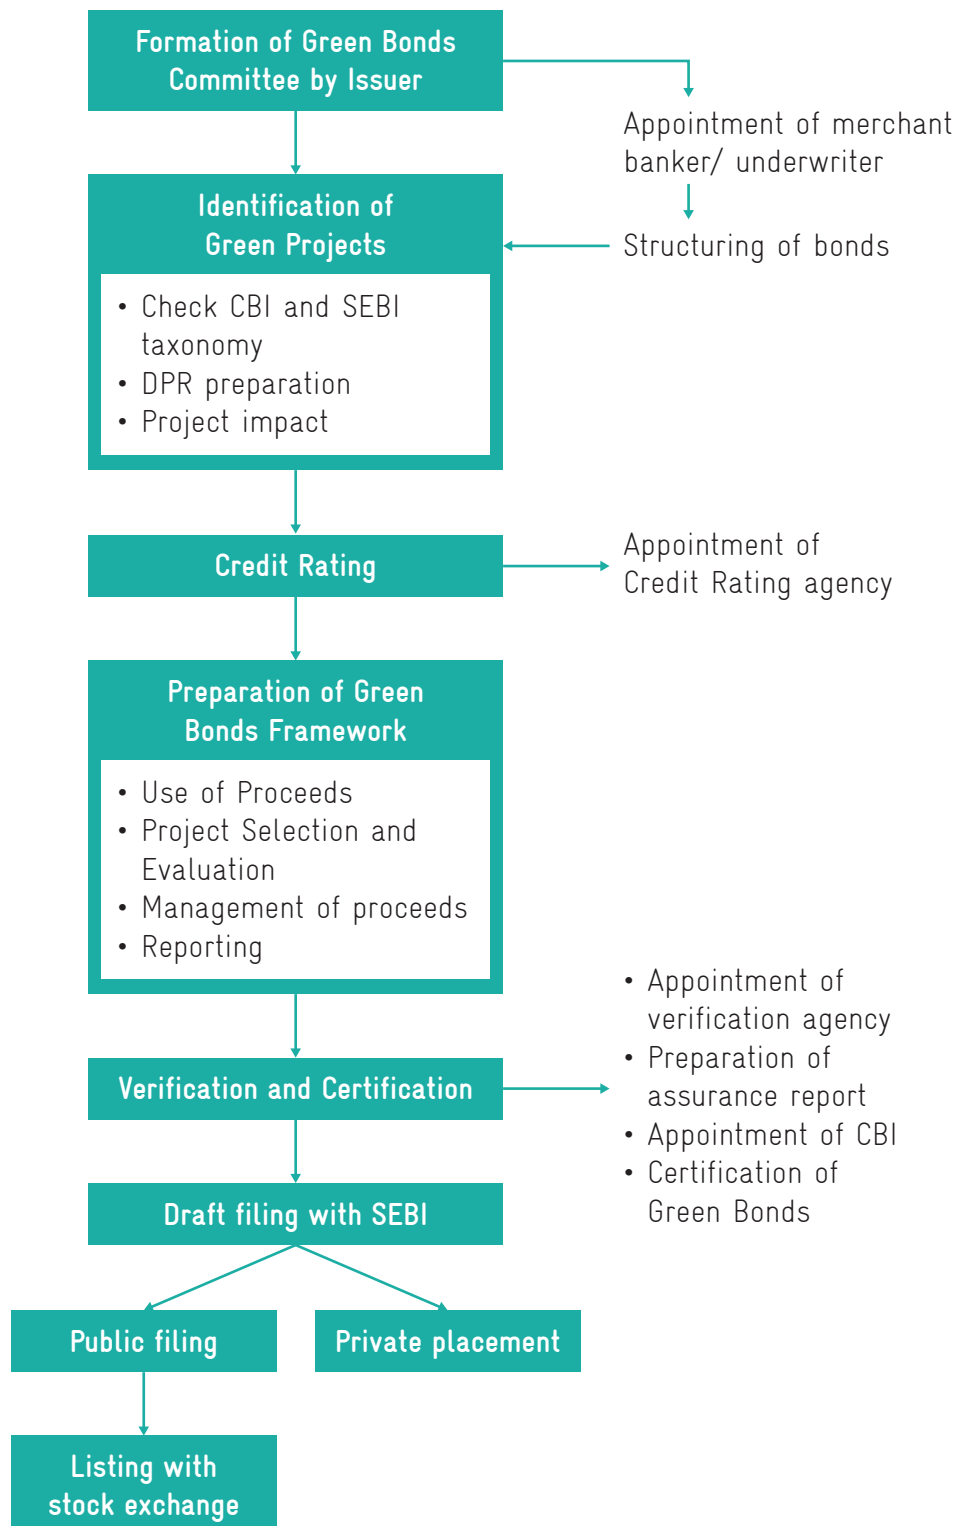 Formation of Green Bonds
Committee by Issuer
Appointment of merchant
banker/ underwriter
Structuring of bonds
Identification of
Green Projects
• Check CBI and SEBI
taxonomy
• DPR preparation
• Project impact
Credit Rating
Appointment of
Credit Rating agency
Preparation of Green
Bonds Framework
• Use of Proceeds
• Project Selection and
Evaluation
• Management of proceeds
• Reporting
Verification and Certification
• Appointment of
verification agency
• Preparation of
assurance report
• Appointment of CBI
• Certification of
Green Bonds
Draft filing with SEBI
Public filing
Private placement
Listing with
stock exchange